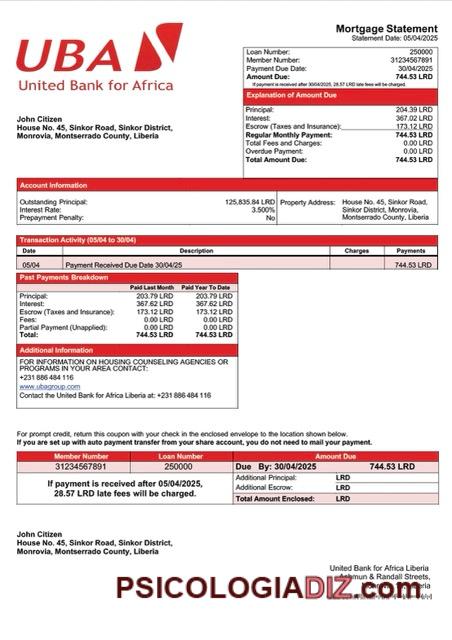 UBA
United Bank for Africa
Mortgage Statement
Statement Date: 05/04/2025
Loan Number: 250000
Member Number: 31234567891
Payment Due Date: 30/04/2025
Amount Due: 744.53 LRD
If payment is received after 30/04/2025, 28.57 LRD late fees will be charged.
Explanation of Amount Due
Principal: 204.39 LRD
Interest: 367.02 LRD
Escrow (Taxes and Insurance): 173.12 LRD
Regular Monthly Payment: 744.53 LRD
Total Fees and Charges: 0.00 LRD
Overdue Payment: 0.00 LRD
Total Amount Due: 744.53 LRD
John Citizen
House No. 45, Sinkor Road, Sinkor District,
Monrovia, Montserrado County, Liberia
Account Information
Outstanding Principal: 125,835.84 LRD
Interest Rate: 3.500%
Prepayment Penalty: No
Property Address: House No. 45, Sinkor Road,
Sinkor District, Monrovia,
Montserrado County, Liberia
Transaction Activity (05/04 to 30/04)
Date Description Charges Payments
05/04 Payment Received Due Date 30/04/25 744.53 LRD
Past Payments Breakdown
Paid Last Month Paid Year To Date
Principal: 203.79 LRD 203.79 LRD
Interest: 367.62 LRD 367.62 LRD
Escrow (Taxes and Insurance): 173.12 LRD 173.12 LRD
Fees: 0.00 LRD 0.00 LRD
Partial Payment (Unapplied): 0.00 LRD 0.00 LRD
Total: 744.53 LRD 744.53 LRD
Additional Information
FOR INFORMATION ON HOUSING COUNSELING AGENCIES OR
PROGRAMS IN YOUR AREA CONTACT:
+231 886 484 116
www.ubagroup.com
Contact the United Bank for Africa Liberia at: +231 886 484 116
For prompt credit, return this coupon with your check in the enclosed envelope to the location shown below.
If you are set up with auto payment transfer from your share account, you do not need to mail your payment.
Member Number Loan Number Amount Due
31234567891 250000 Due By: 30/04/2025 744.53 LRD
If payment is received after 05/04/2025,
28.57 LRD late fees will be charged.
Additional Principal: LRD
Additional Escrow: LRD
Total Amount Enclosed: LRD
John Citizen
House No. 45, Sinkor Road, Sinkor District,
Monrovia, Montserrado County, Liberia
United Bank for Africa Liberia
& Randall Streets,
PSICOLOGIADIZ.com